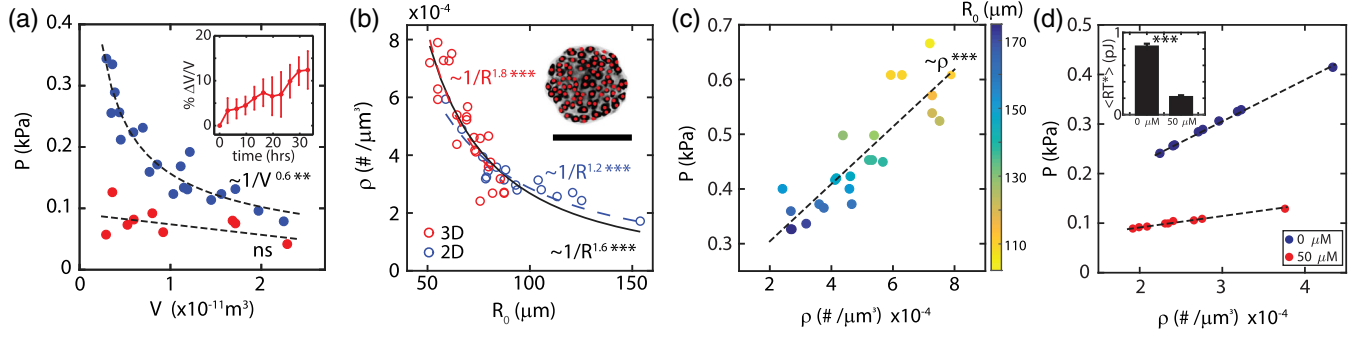 (a)
P (kPa)
0.4
0.3
0.2
0.1
0
0
1
2
V (x10⁻¹¹m³)
~1/V^0.6 **
ns
% ΔV/V
20
10
0
0 10 20 30
time (hrs)
(b)
x10⁻⁴
ρ (# /μm³)
8
6
4
2
0
50
100
150
R₀ (μm)
~1/R^1.8 ***
~1/R^1.2 ***
~1/R^1.6 ***
3D
2D
(c)
P (kPa)
0.7
0.6
0.5
0.4
0.3
2
4
6
8
ρ (# /μm³) x10⁻⁴
~ρ ***
R₀ (μm)
170
150
130
110
(d)
P (kPa)
0.5
0.4
0.3
0.2
0.1
0
2
3
4
ρ (# /μm³) x10⁻⁴
<RT*> (pJ)
1
0
***
0 μM 50 μM
0 μM
50 μM